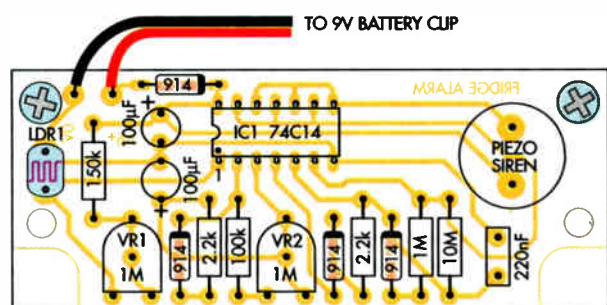 TO 9V BATTERY CLIP
914
FRIDGE ALARM
LDR1
100µF
+
IC1 74C14
PIEZO
SIREN
150k
100µF
+
1
VR1
1M
914
2.2k
100k
VR2
1M
914
2.2k
914
1M
10M
220nF